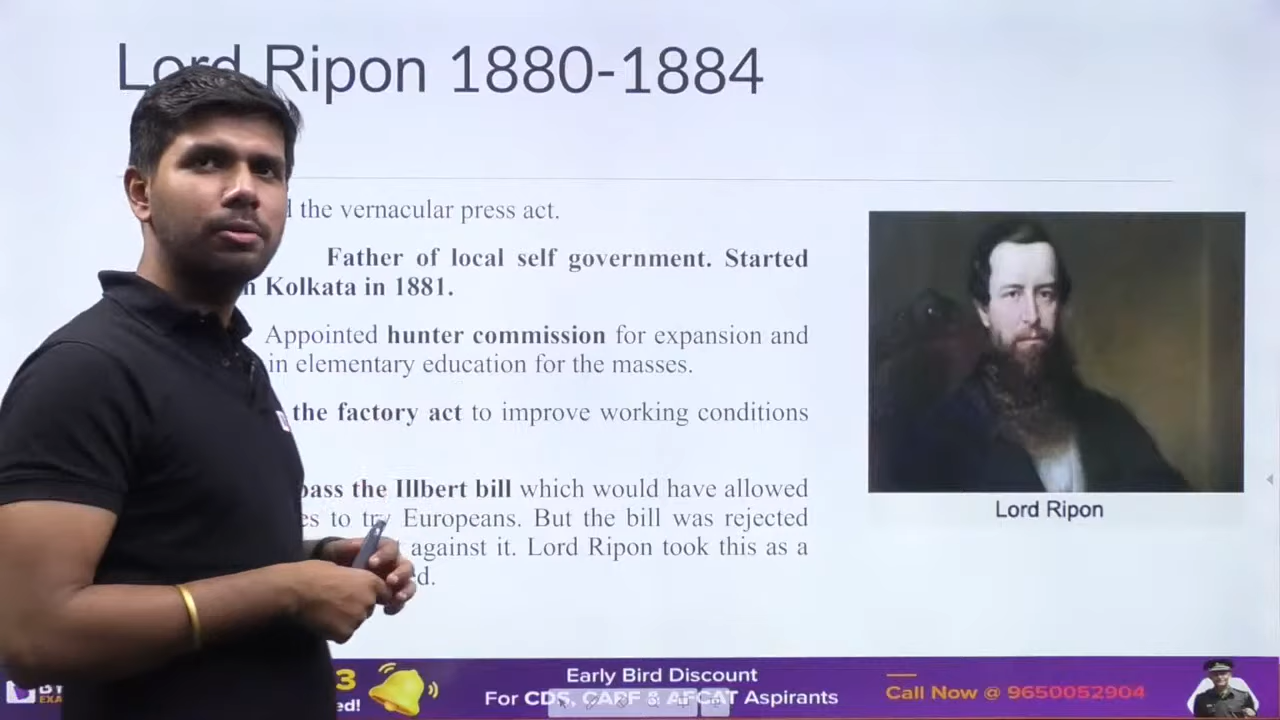 Lord Ripon 1880-1884
the vernacular press act.
Father of local self government. Started
Kolkata in 1881.
Appointed hunter commission for expansion and
in elementary education for the masses.
the factory act to improve working conditions
pass the Illbert bill which would have allowed
to try Europeans. But the bill was rejected
against it. Lord Ripon took this as a
Lord Ripon
Early Bird Discount
For CDS, CAPF & AFCAT Aspirants
Call Now @ 9650052904